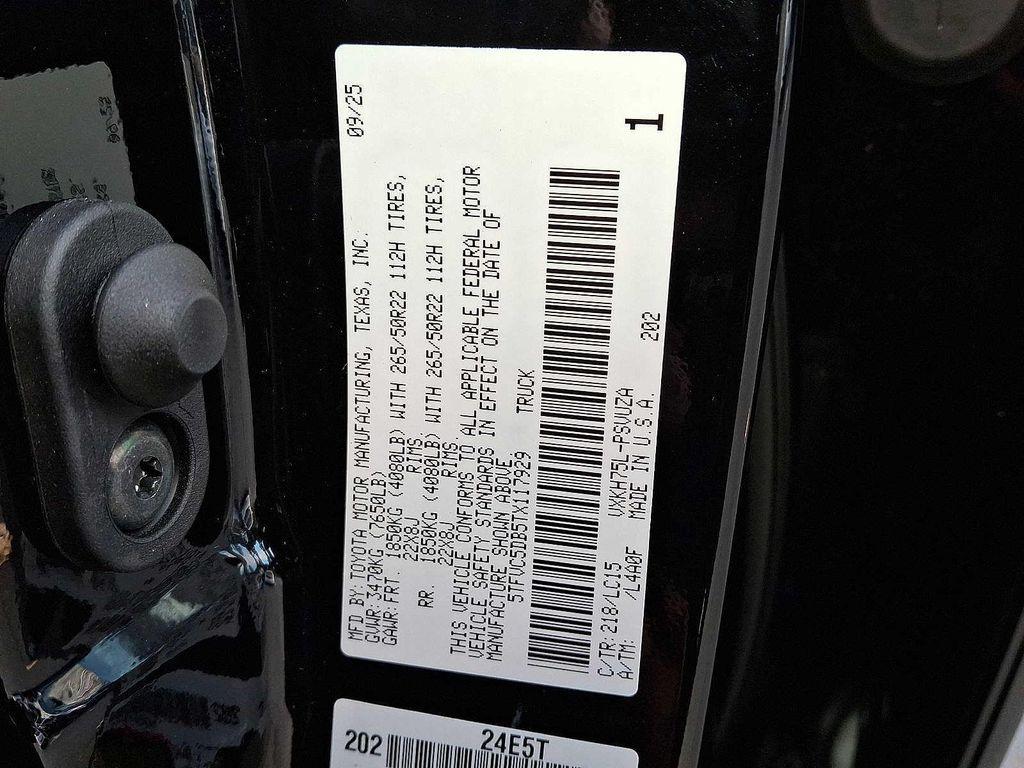 MFD BY: TOYOTA MOTOR MANUFACTURING, TEXAS, INC. 09/25
GVWR: 3470KG (7650LB)
GAWR: FRT 1850KG (4080LB) WITH 265/50R22 112H TIRES,
22X8J RIMS
RR. 1850KG (4080LB) WITH 265/50R22 112H TIRES,
22X8J RIMS
THIS VEHICLE CONFORMS TO ALL APPLICABLE FEDERAL MOTOR
VEHICLE SAFETY STANDARDS IN EFFECT ON THE DATE OF
MANUFACTURE SHOWN ABOVE.
5TFVC5DB5TX117929 TRUCK
1
C/TR: 218/LC15 VXKH75L-PSVUZA
A/TM: /L4A0F MADE IN U.S.A. 202
202 24E5T